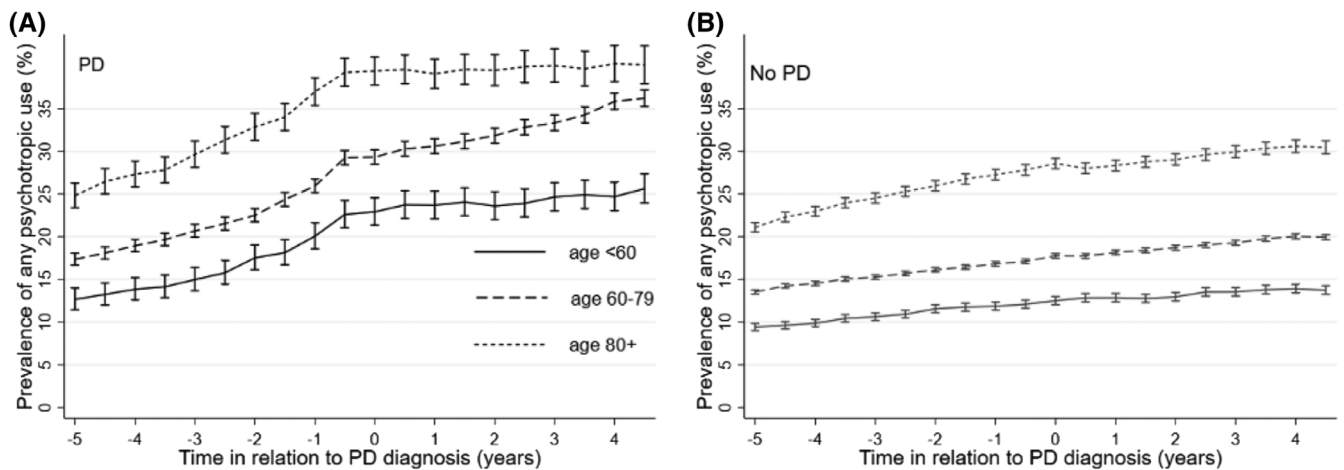 (A)
PD
Prevalence of any psychotropic use (%)
35
30
25
20
15
10
5
0
age <60
age 60-79
age 80+
-5 -4 -3 -2 -1 0 1 2 3 4
Time in relation to PD diagnosis (years)
(B)
No PD
Prevalence of any psychotropic use (%)
35
30
25
20
15
10
5
0
-5 -4 -3 -2 -1 0 1 2 3 4
Time in relation to PD diagnosis (years)